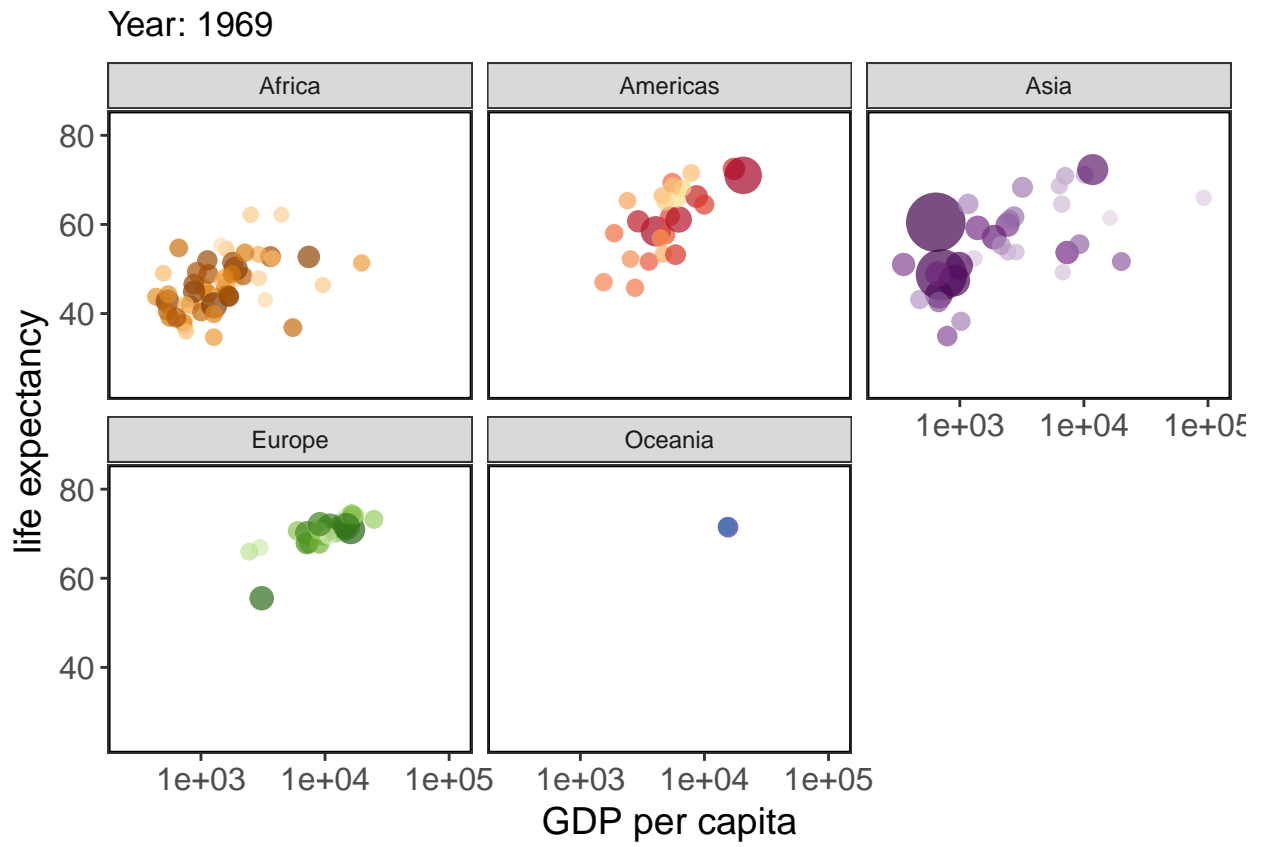 Year: 1969
Africa
Americas
Asia
80
60
40
1e+03 1e+04 1e+05
Europe
Oceania
80
60
40
1e+03 1e+04 1e+05
1e+03 1e+04 1e+05
life expectancy
GDP per capita